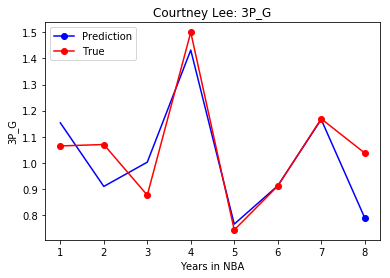 Courtney Lee: 3P_G
Prediction
True
3P_G
1.5
1.4
1.3
1.2
1.1
1.0
0.9
0.8
1 2 3 4 5 6 7 8
Years in NBA